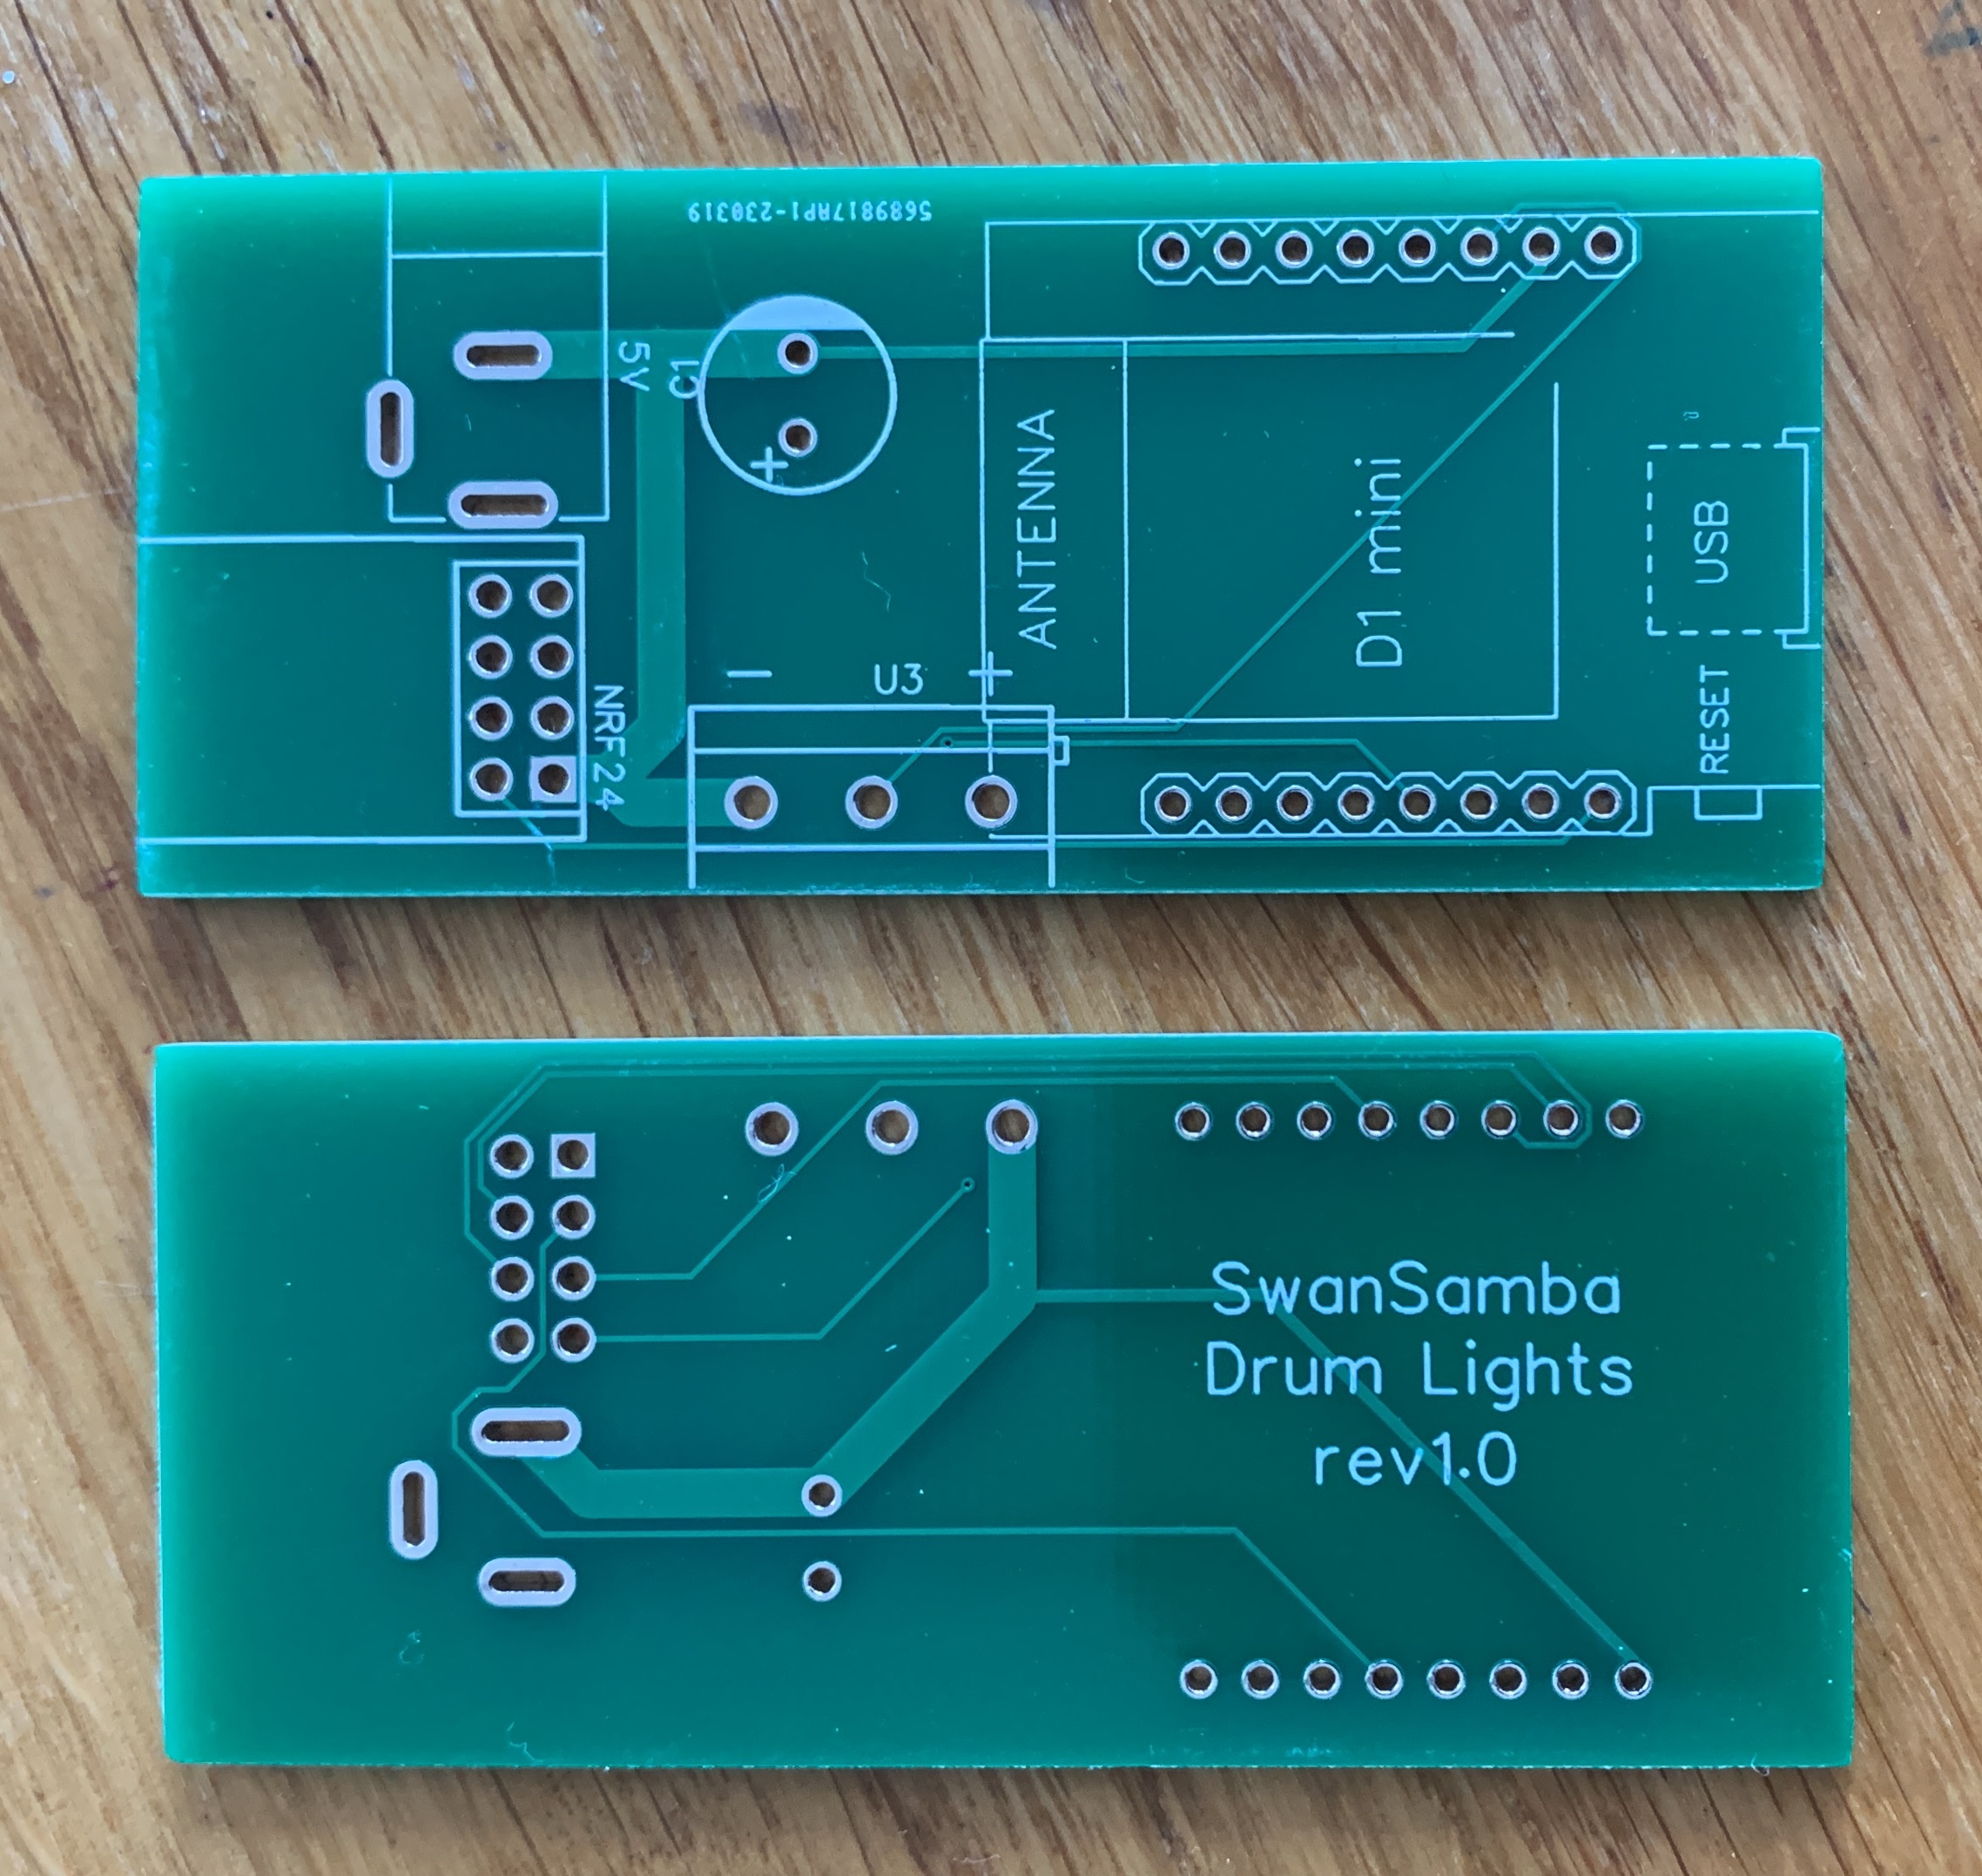 5689817AP1-230319
5V
C1
+
ANTENNA
D1 mini
USB
RESET
NRF24
−
U3
+
SwanSamba
Drum Lights
rev1.0